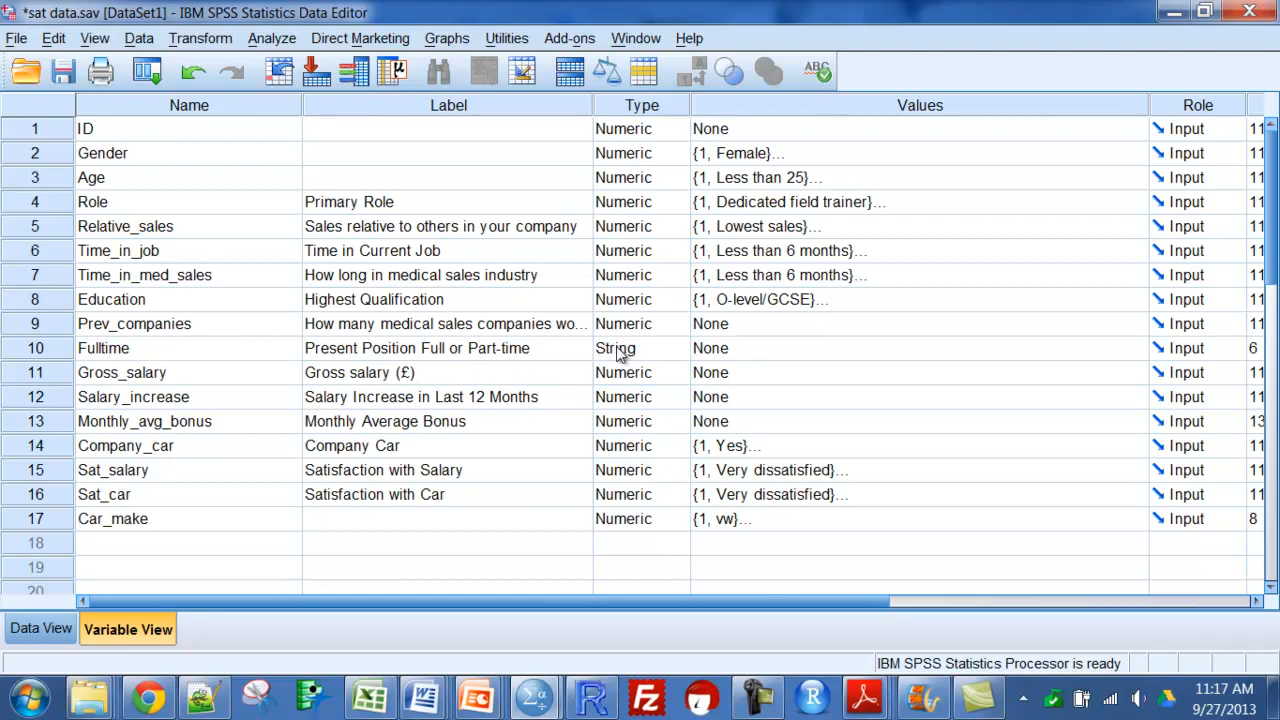 *sat data.sav [DataSet1] - IBM SPSS Statistics Data Editor
File Edit View Data Transform Analyze Direct Marketing Graphs Utilities Add-ons Window Help
Name Label Type Values Role
1 ID Numeric None Input 11
2 Gender Numeric {1, Female}... Input 11
3 Age Numeric {1, Less than 25}... Input 11
4 Role Primary Role Numeric {1, Dedicated field trainer}... Input 11
5 Relative_sales Sales relative to others in your company Numeric {1, Lowest sales}... Input 11
6 Time_in_job Time in Current Job Numeric {1, Less than 6 months}... Input 11
7 Time_in_med_sales How long in medical sales industry Numeric {1, Less than 6 months}... Input 11
8 Education Highest Qualification Numeric {1, O-level/GCSE}... Input 11
9 Prev_companies How many medical sales companies wo... Numeric None Input 11
10 Fulltime Present Position Full or Part-time String None Input 6
11 Gross_salary Gross salary (£) Numeric None Input 11
12 Salary_increase Salary Increase in Last 12 Months Numeric None Input 11
13 Monthly_avg_bonus Monthly Average Bonus Numeric None Input 13
14 Company_car Company Car Numeric {1, Yes}... Input 11
15 Sat_salary Satisfaction with Salary Numeric {1, Very dissatisfied}... Input 11
16 Sat_car Satisfaction with Car Numeric {1, Very dissatisfied}... Input 11
17 Car_make Numeric {1, vw}... Input 8
18
19
20
Data View Variable View
IBM SPSS Statistics Processor is ready
11:17 AM
9/27/2013